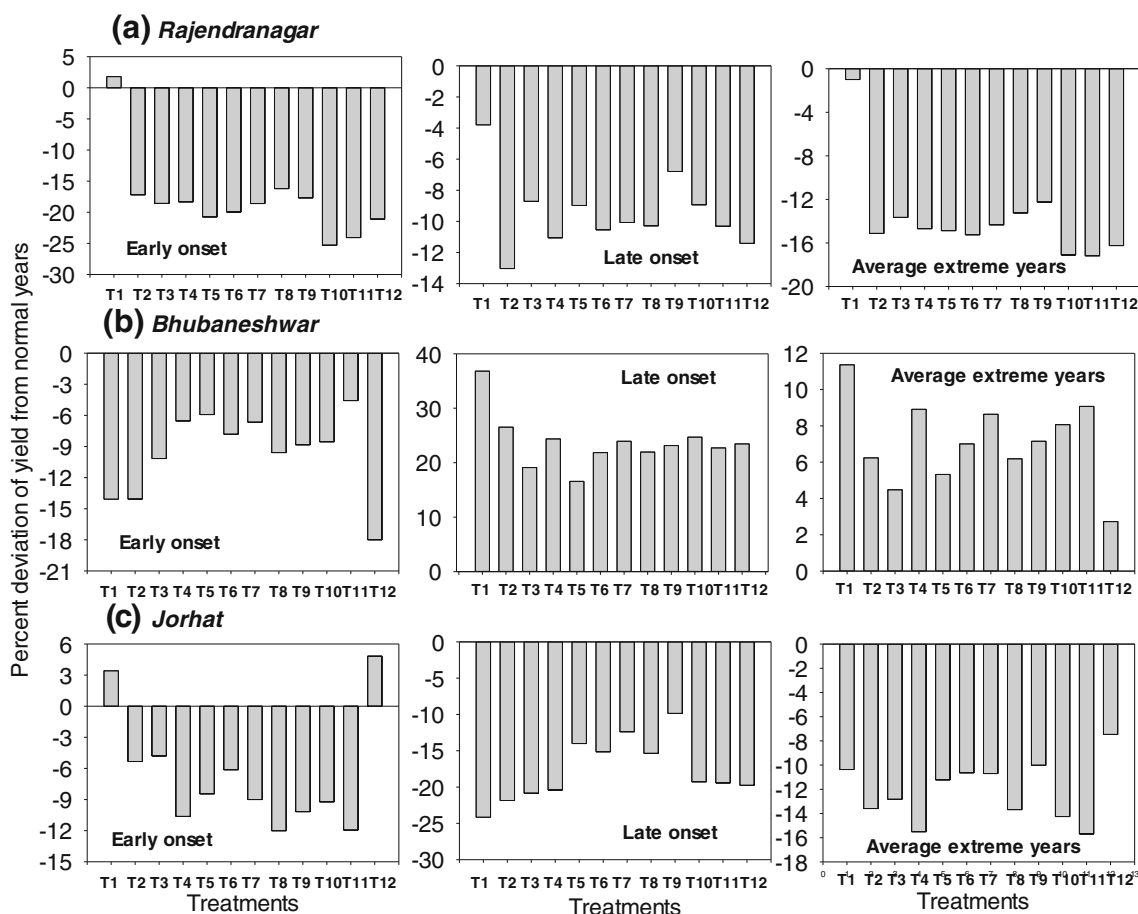 (a) Rajendranagar
Percent deviation of yield from normal years
5
0
-5
-10
-15
-20
-25
-30
Early onset
T1 T2 T3 T4 T5 T6 T7 T8 T9 T10 T11 T12
0
-2
-4
-6
-8
-10
-12
-14
Late onset
T1 T2 T3 T4 T5 T6 T7 T8 T9 T10 T11 T12
0
-4
-8
-12
-16
-20
Average extreme years
T1 T2 T3 T4 T5 T6 T7 T8 T9 T10 T11 T12
(b) Bhubaneshwar
0
-3
-6
-9
-12
-15
-18
-21
Early onset
T1 T2 T3 T4 T5 T6 T7 T8 T9 T10 T11 T12
40
30
20
10
0
Late onset
T1 T2 T3 T4 T5 T6 T7 T8 T9 T10 T11 T12
12
10
8
6
4
2
0
Average extreme years
T1 T2 T3 T4 T5 T6 T7 T8 T9 T10 T11 T12
(c) Jorhat
6
3
0
-3
-6
-9
-12
-15
Early onset
T1 T2 T3 T4 T5 T6 T7 T8 T9 T10 T11 T12
Treatments
0
-5
-10
-15
-20
-25
-30
Late onset
T1 T2 T3 T4 T5 T6 T7 T8 T9 T10 T11 T12
Treatments
0
-2
-4
-6
-8
-10
-12
-14
-16
-18
Average extreme years
T1 T2 T3 T4 T5 T6 T7 T8 T9 T10 T11 T12
Treatments